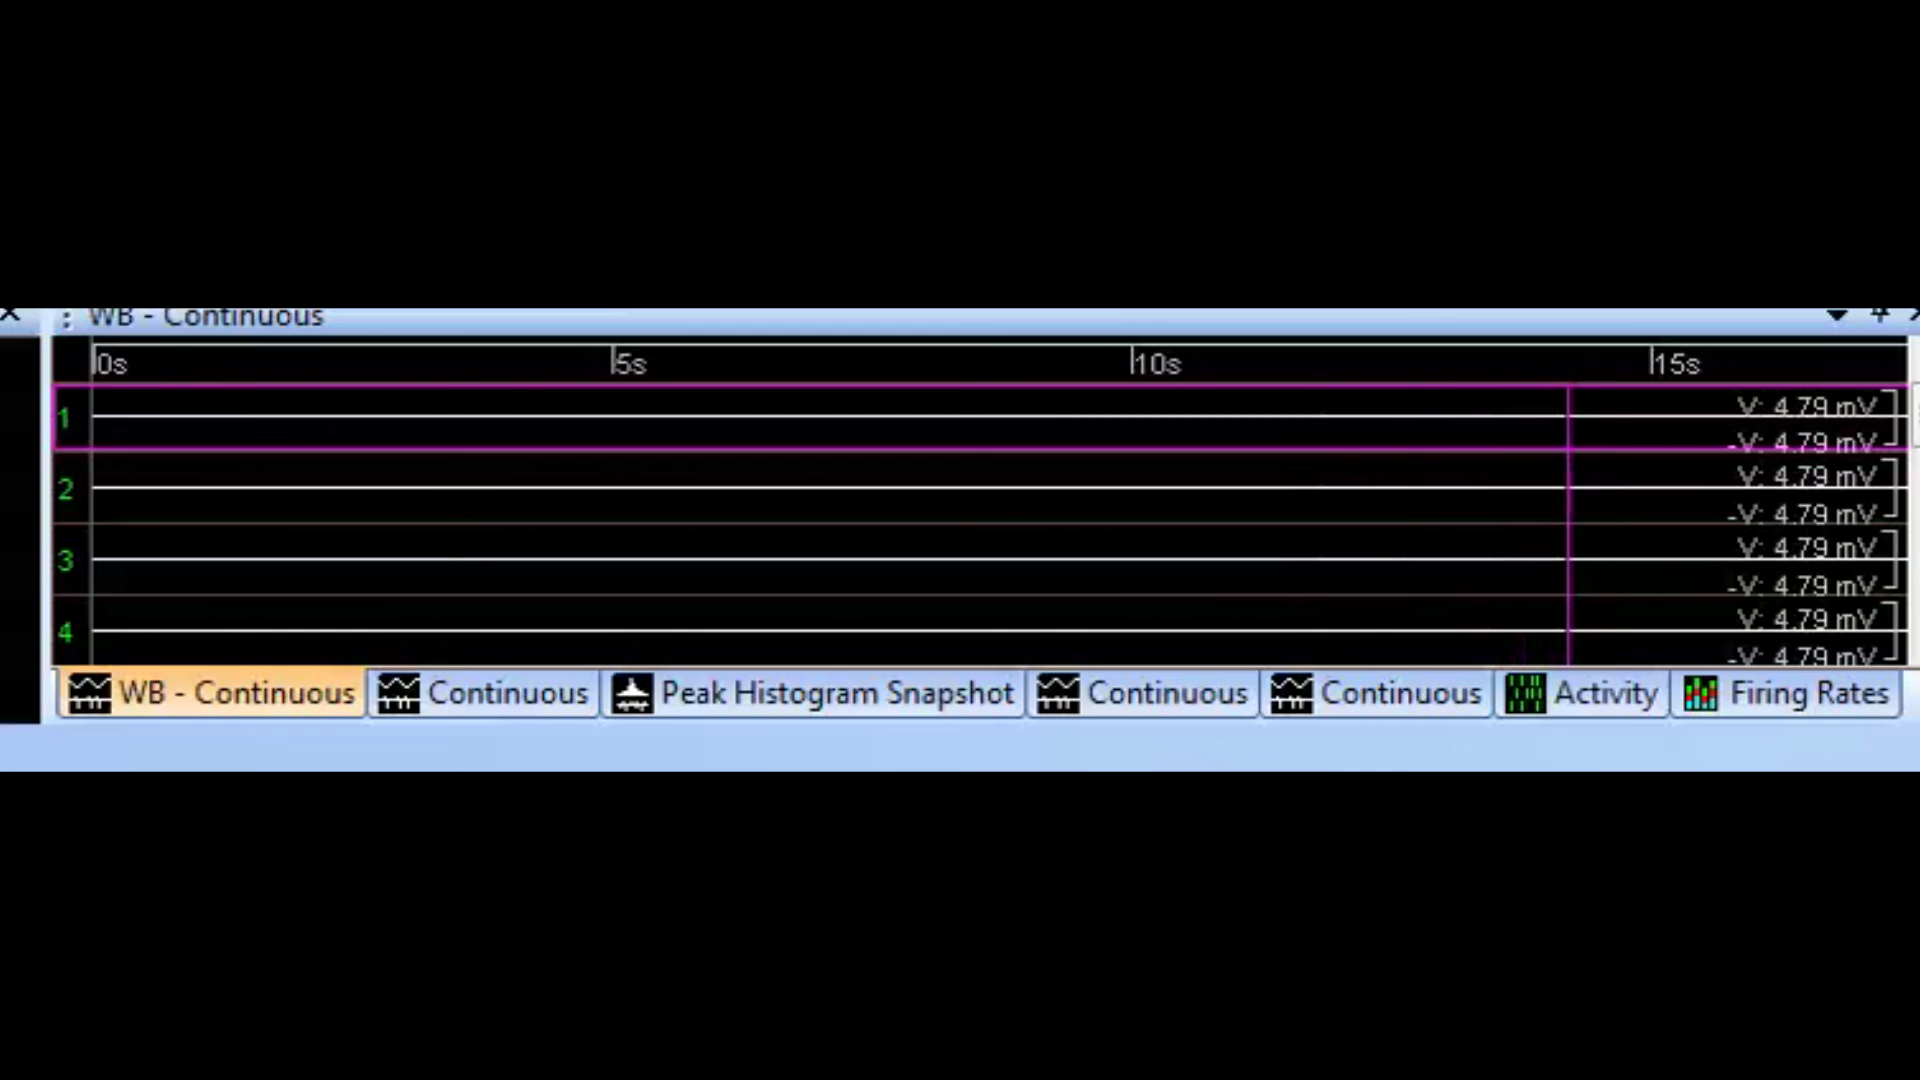 WB - Continuous
0s 5s 10s 15s
1 V: 4.79 mV
-V: 4.79 mV
2 V: 4.79 mV
-V: 4.79 mV
3 V: 4.79 mV
-V: 4.79 mV
4 V: 4.79 mV
-V: 4.79 mV
WB - Continuous Continuous Peak Histogram Snapshot Continuous Continuous Activity Firing Rates